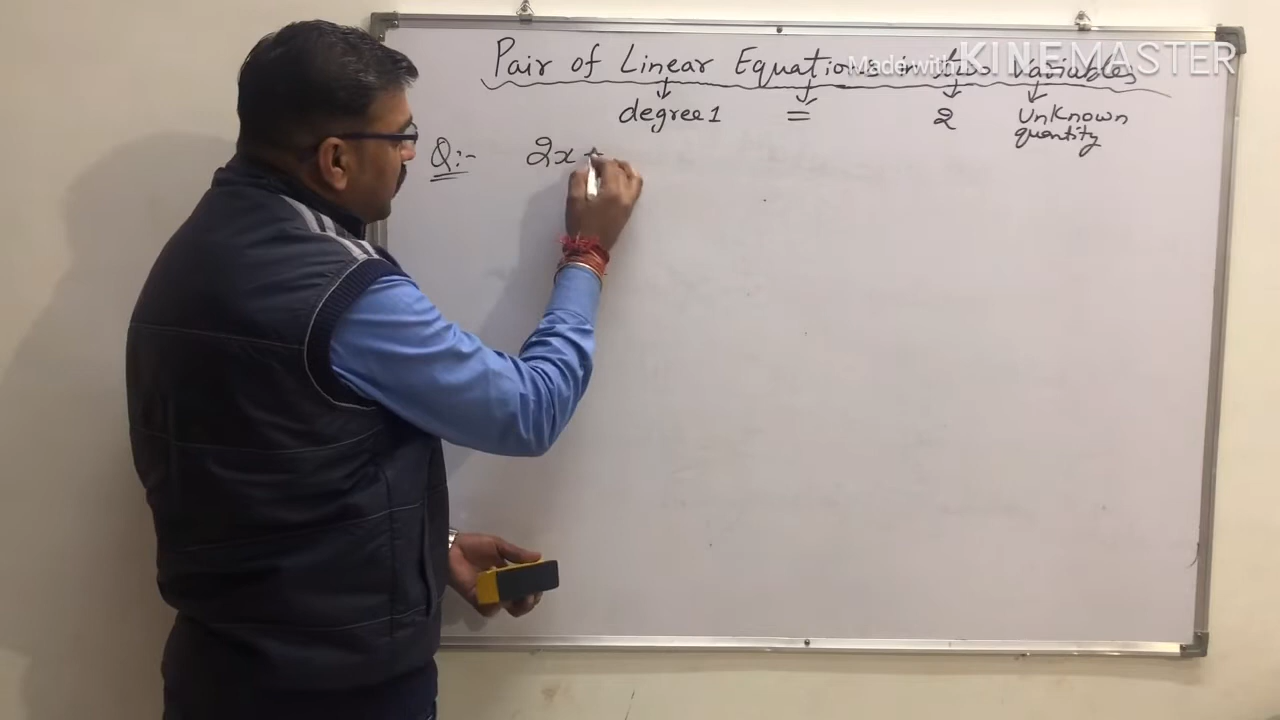 Pair of Linear Equations in two Variables
Made with KINEMASTER
degree 1 = 2 Unknown
quantity
Q:- 2x